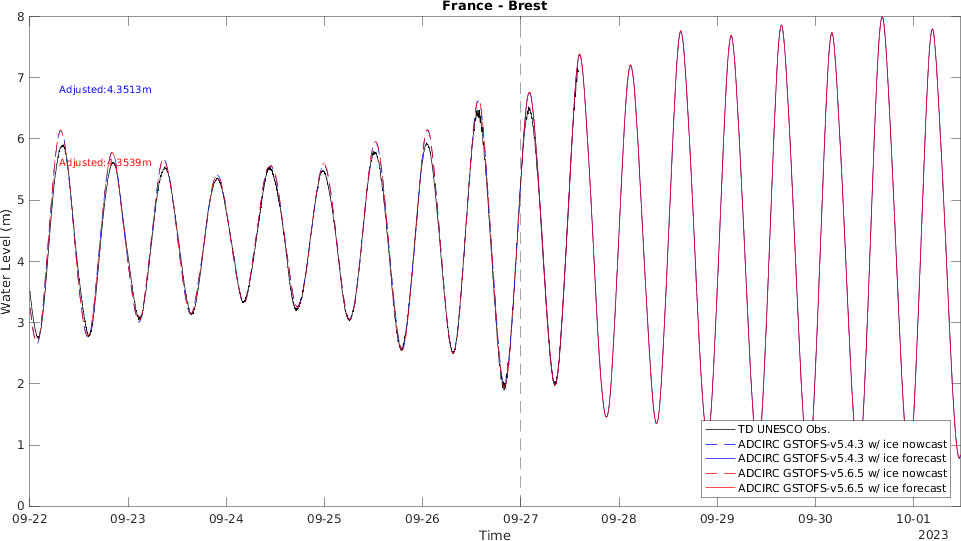 France - Brest
8
7
6
5
4
3
2
1
0
Water Level (m)
Adjusted:4.3513m
Adjusted:4.3539m
TD UNESCO Obs.
ADCIRC GSTOFS-v5.4.3 w/ ice nowcast
ADCIRC GSTOFS-v5.4.3 w/ ice forecast
ADCIRC GSTOFS-v5.6.5 w/ ice nowcast
ADCIRC GSTOFS-v5.6.5 w/ ice forecast
09-22 09-23 09-24 09-25 09-26 09-27 09-28 09-29 09-30 10-01
Time
2023